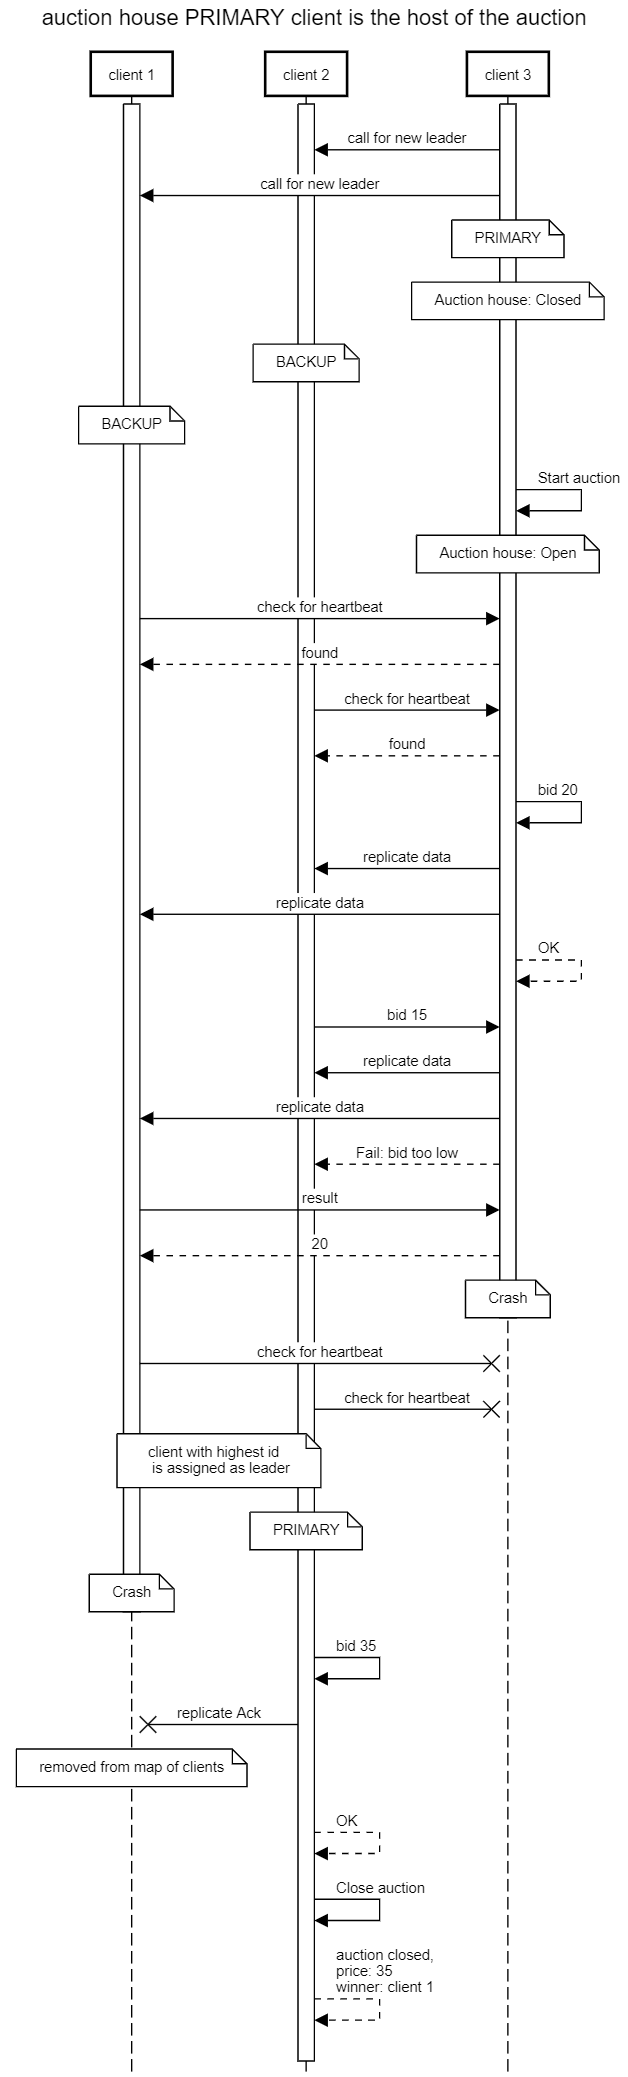 auction house PRIMARY client is the host of the auction
client 1
client 2
client 3
call for new leader
call for new leader
PRIMARY
Auction house: Closed
BACKUP
BACKUP
Start auction
Auction house: Open
check for heartbeat
found
check for heartbeat
found
bid 20
replicate data
replicate data
OK
bid 15
replicate data
replicate data
Fail: bid too low
result
20
Crash
check for heartbeat
check for heartbeat
client with highest id
is assigned as leader
PRIMARY
Crash
bid 35
replicate Ack
removed from map of clients
OK
Close auction
auction closed,
price: 35
winner: client 1